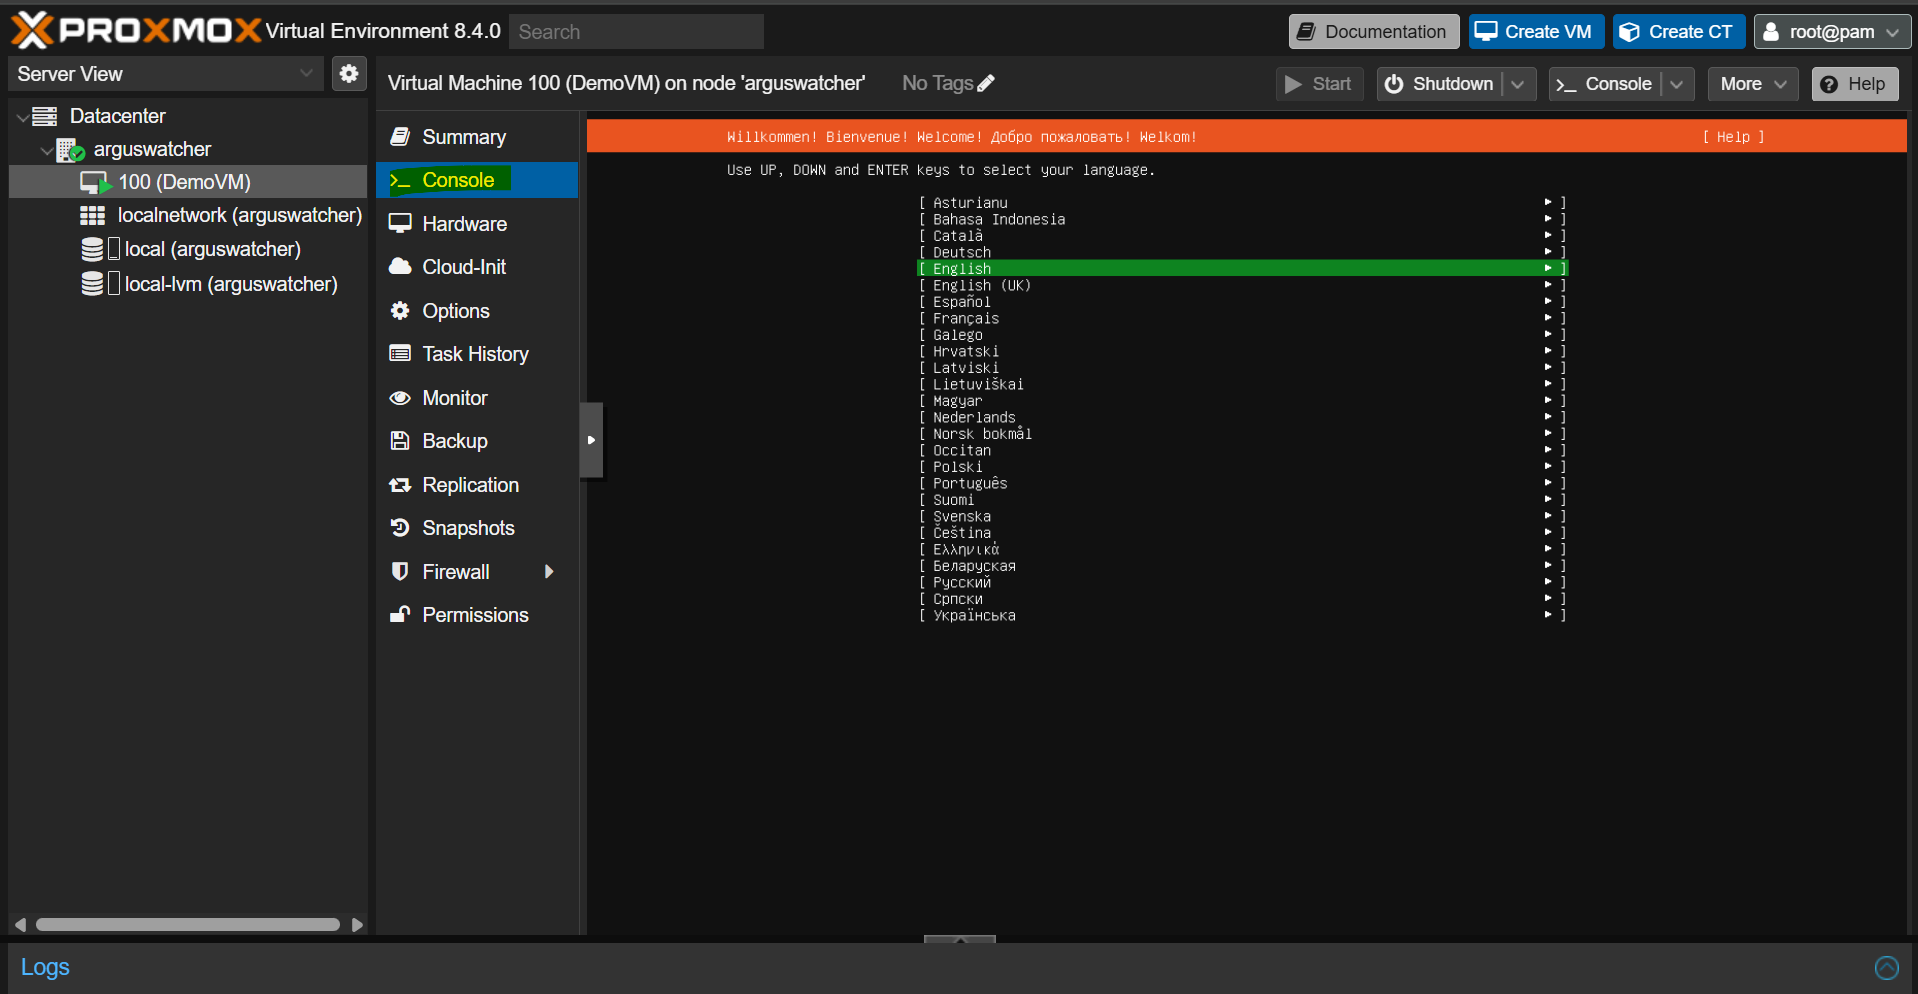 PROXMOX Virtual Environment 8.4.0 Search Documentation Create VM Create CT root@pam
Server View
Virtual Machine 100 (DemoVM) on node 'arguswatcher' No Tags Start Shutdown >_ Console More Help
Datacenter
arguswatcher
100 (DemoVM)
localnetwork (arguswatcher)
local (arguswatcher)
local-lvm (arguswatcher)
Summary
>_ Console
Hardware
Cloud-Init
Options
Task History
Monitor
Backup
Replication
Snapshots
Firewall
Permissions
Willkommen! Bienvenue! Welcome! Добро пожаловать! Welkom! [ Help ]
Use UP, DOWN and ENTER keys to select your language.
[ Asturianu ► ]
[ Bahasa Indonesia ► ]
[ Català ► ]
[ Deutsch ► ]
[ English ► ]
[ English (UK) ► ]
[ Español ► ]
[ Français ► ]
[ Galego ► ]
[ Hrvatski ► ]
[ Latviski ► ]
[ Lietuviškai ► ]
[ Magyar ► ]
[ Nederlands ► ]
[ Norsk bokmål ► ]
[ Occitan ► ]
[ Polski ► ]
[ Português ► ]
[ Suomi ► ]
[ Svenska ► ]
[ Čeština ► ]
[ Ελληνικά ► ]
[ Беларуская ► ]
[ Русский ► ]
[ Српски ► ]
[ Українська ► ]
Logs